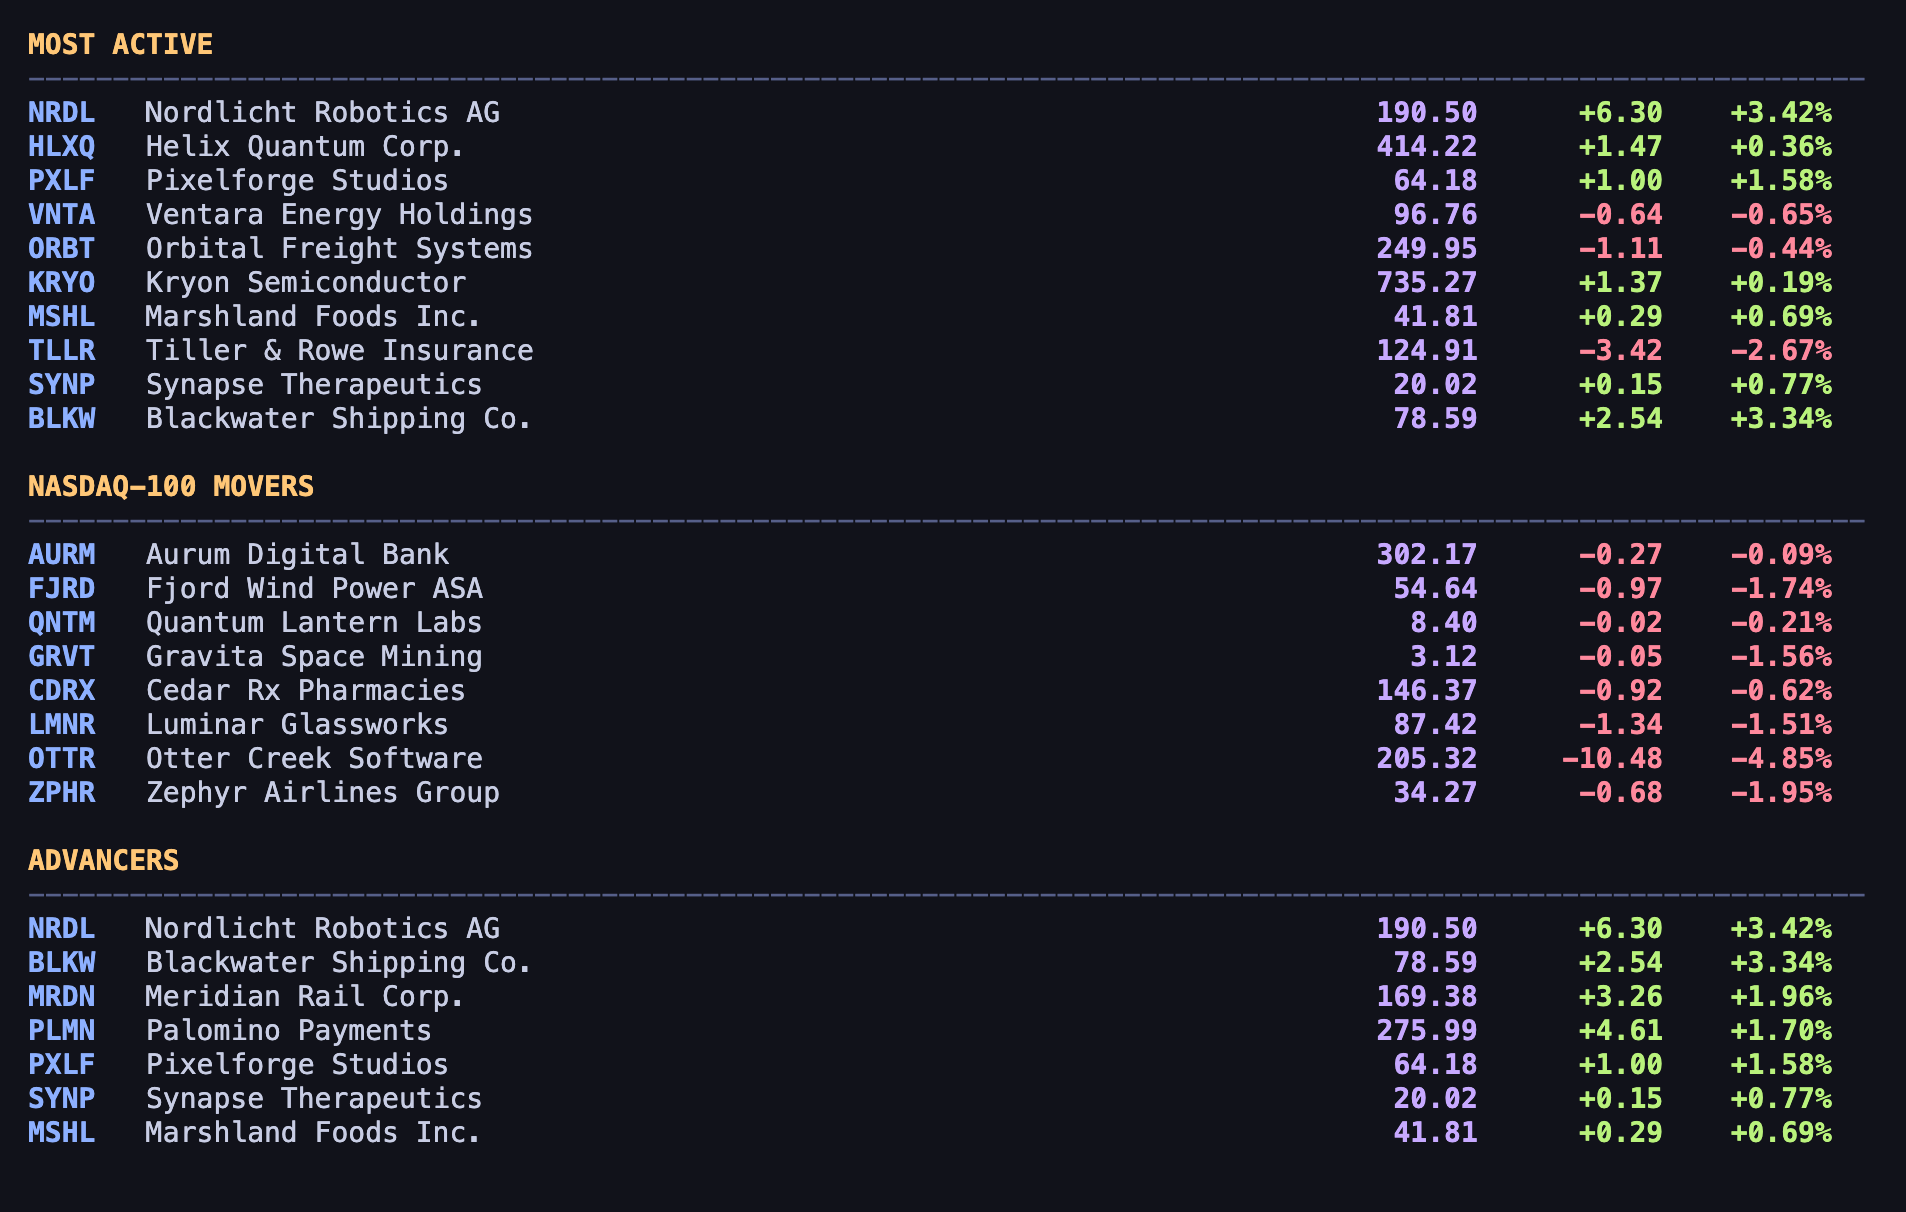 MOST ACTIVE
NRDL Nordlicht Robotics AG 190.50 +6.30 +3.42%
HLXQ Helix Quantum Corp. 414.22 +1.47 +0.36%
PXLF Pixelforge Studios 64.18 +1.00 +1.58%
VNTA Ventara Energy Holdings 96.76 -0.64 -0.65%
ORBT Orbital Freight Systems 249.95 -1.11 -0.44%
KRYO Kryon Semiconductor 735.27 +1.37 +0.19%
MSHL Marshland Foods Inc. 41.81 +0.29 +0.69%
TLLR Tiller & Rowe Insurance 124.91 -3.42 -2.67%
SYNP Synapse Therapeutics 20.02 +0.15 +0.77%
BLKW Blackwater Shipping Co. 78.59 +2.54 +3.34%
NASDAQ-100 MOVERS
AURM Aurum Digital Bank 302.17 -0.27 -0.09%
FJRD Fjord Wind Power ASA 54.64 -0.97 -1.74%
QNTM Quantum Lantern Labs 8.40 -0.02 -0.21%
GRVT Gravita Space Mining 3.12 -0.05 -1.56%
CDRX Cedar Rx Pharmacies 146.37 -0.92 -0.62%
LMNR Luminar Glassworks 87.42 -1.34 -1.51%
OTTR Otter Creek Software 205.32 -10.48 -4.85%
ZPHR Zephyr Airlines Group 34.27 -0.68 -1.95%
ADVANCERS
NRDL Nordlicht Robotics AG 190.50 +6.30 +3.42%
BLKW Blackwater Shipping Co. 78.59 +2.54 +3.34%
MRDN Meridian Rail Corp. 169.38 +3.26 +1.96%
PLMN Palomino Payments 275.99 +4.61 +1.70%
PXLF Pixelforge Studios 64.18 +1.00 +1.58%
SYNP Synapse Therapeutics 20.02 +0.15 +0.77%
MSHL Marshland Foods Inc. 41.81 +0.29 +0.69%